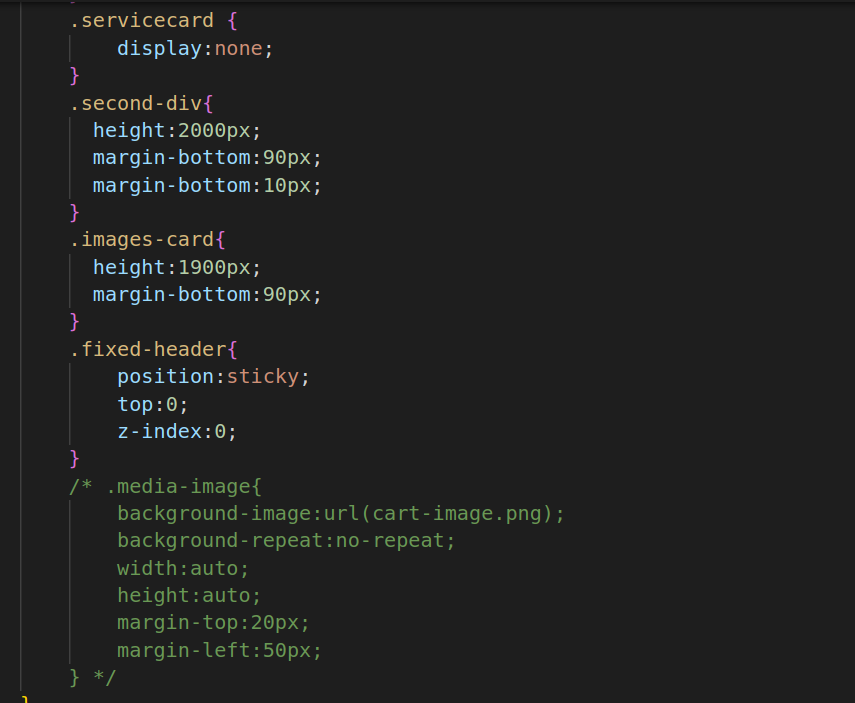 .servicecard {
display:none;
}
.second-div{
height:2000px;
margin-bottom:90px;
margin-bottom:10px;
}
.images-card{
height:1900px;
margin-bottom:90px;
}
.fixed-header{
position:sticky;
top:0;
z-index:0;
}
/* .media-image{
background-image:url(cart-image.png);
background-repeat:no-repeat;
width:auto;
height:auto;
margin-top:20px;
margin-left:50px;
} */
}